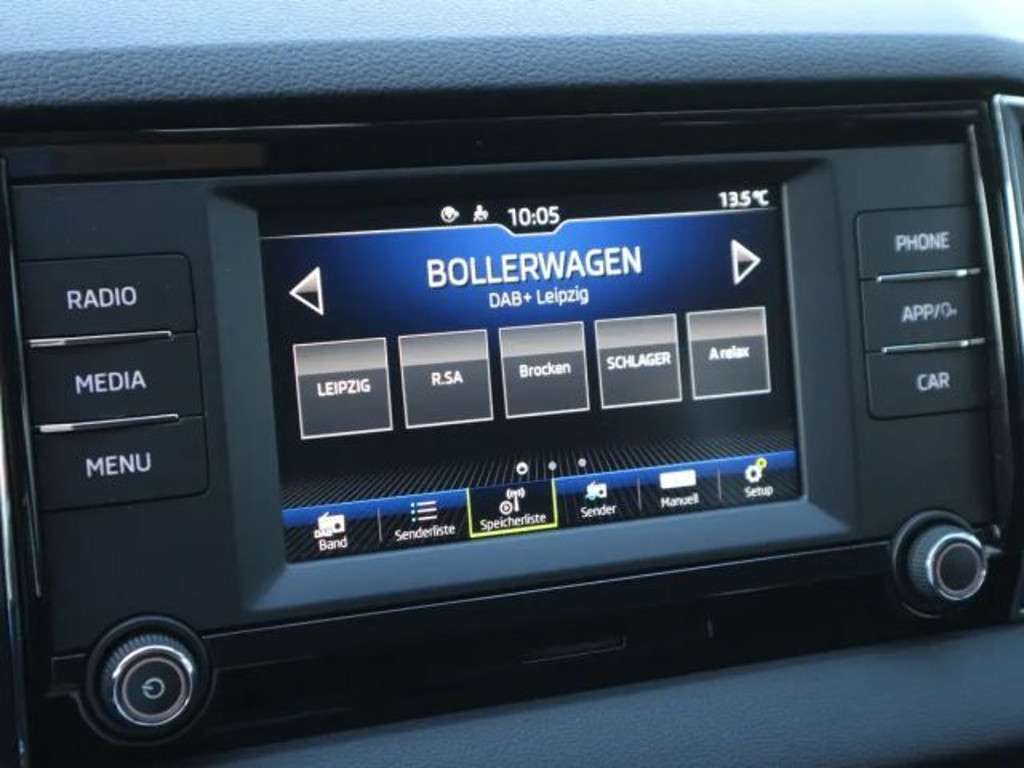 10:05
13.5°C
BOLLERWAGEN
DAB+ Leipzig
LEIPZIG
R.SA
Brocken
SCHLAGER
A relax
DAB
Band
Senderliste
Speicherliste
Sender
Manuell
Setup
RADIO
MEDIA
MENU
PHONE
APP/
CAR